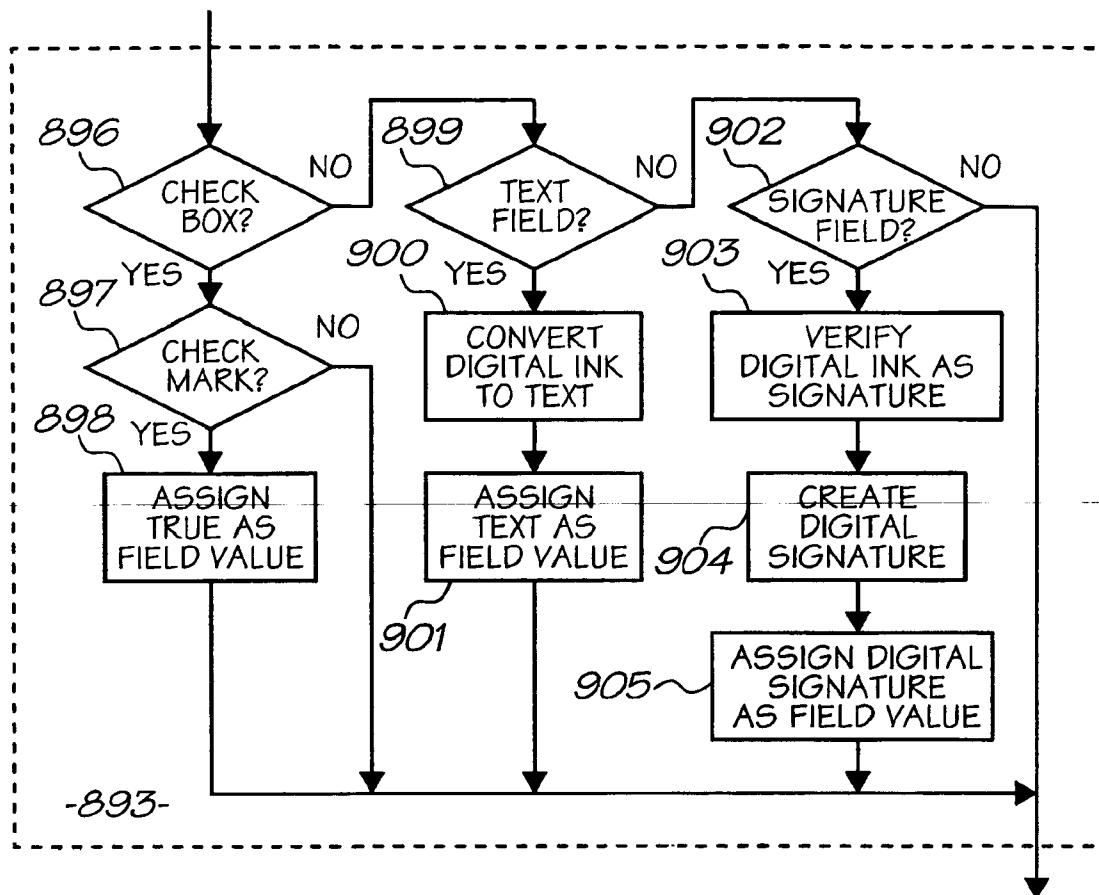 896
CHECK
BOX?
NO
YES
897
CHECK
MARK?
NO
YES
898
ASSIGN
TRUE AS
FIELD VALUE
899
TEXT
FIELD?
NO
YES
900
CONVERT
DIGITAL INK
TO TEXT
ASSIGN
TEXT AS
FIELD VALUE
901
902
SIGNATURE
FIELD?
NO
YES
903
VERIFY
DIGITAL INK AS
SIGNATURE
CREATE
DIGITAL
SIGNATURE
904
ASSIGN DIGITAL
SIGNATURE
AS FIELD VALUE
905
-893-